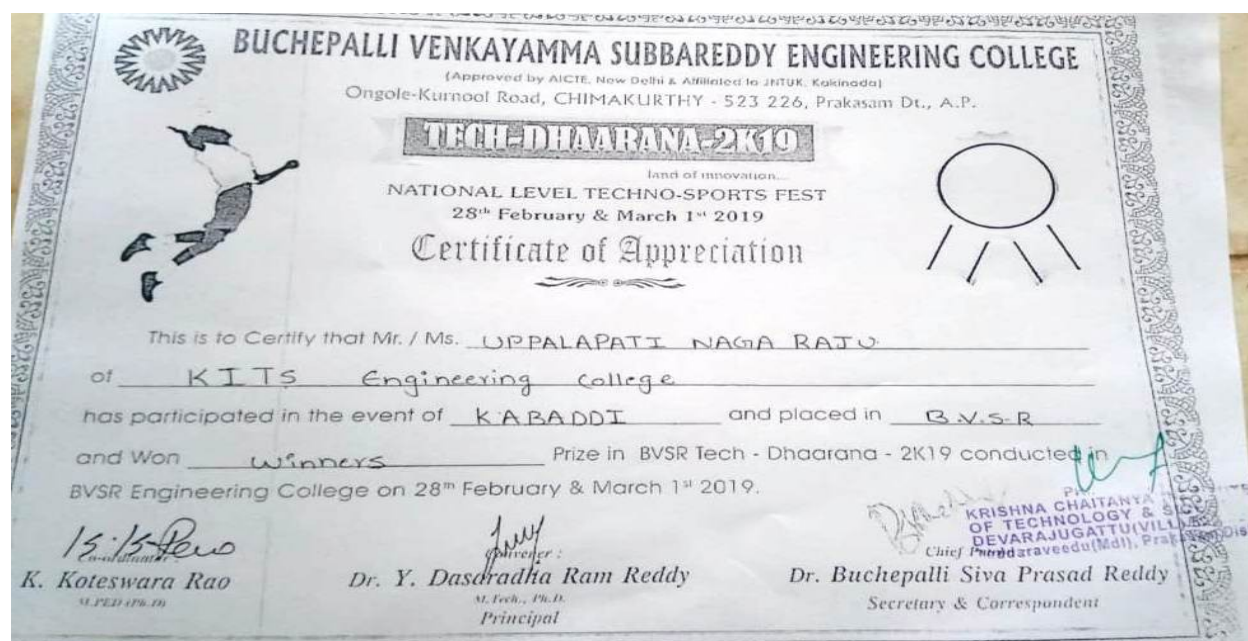 BUCHEPALLI VENKAYAMMA SUBBAREDDY ENGINEERING COLLEGE
(Approved by AICTE, New Delhi & Affiliated to JNTUK, Kakinada)
Ongole-Kurnool Road, CHIMAKURTHY - 523 226, Prakasam Dt., A.P.
TECH-DHAARANA-2K19
land of innovation...
NATIONAL LEVEL TECHNO-SPORTS FEST
28th February & March 1st 2019
Certificate of Appreciation
This is to Certify that Mr. / Ms. UPPALAPATI NAGA RAJU
of KITS Engineering College
has participated in the event of KABADDI and placed in B.V.S.R
and Won Winners Prize in BVSR Tech - Dhaarana - 2K19 conducted in
BVSR Engineering College on 28th February & March 1st 2019.
KRISHNA CHAITANYA
OF TECHNOLOGY &
DEVARAJUGATTU(VILL)
Co-ordinator :
Convener :
Chief
K. Koteswara Rao
M.PED (Ph.D)
Dr. Y. Dasaradha Ram Reddy
M.Tech., Ph.D.
Principal
Dr. Buchepalli Siva Prasad Reddy
Secretary & Correspondent